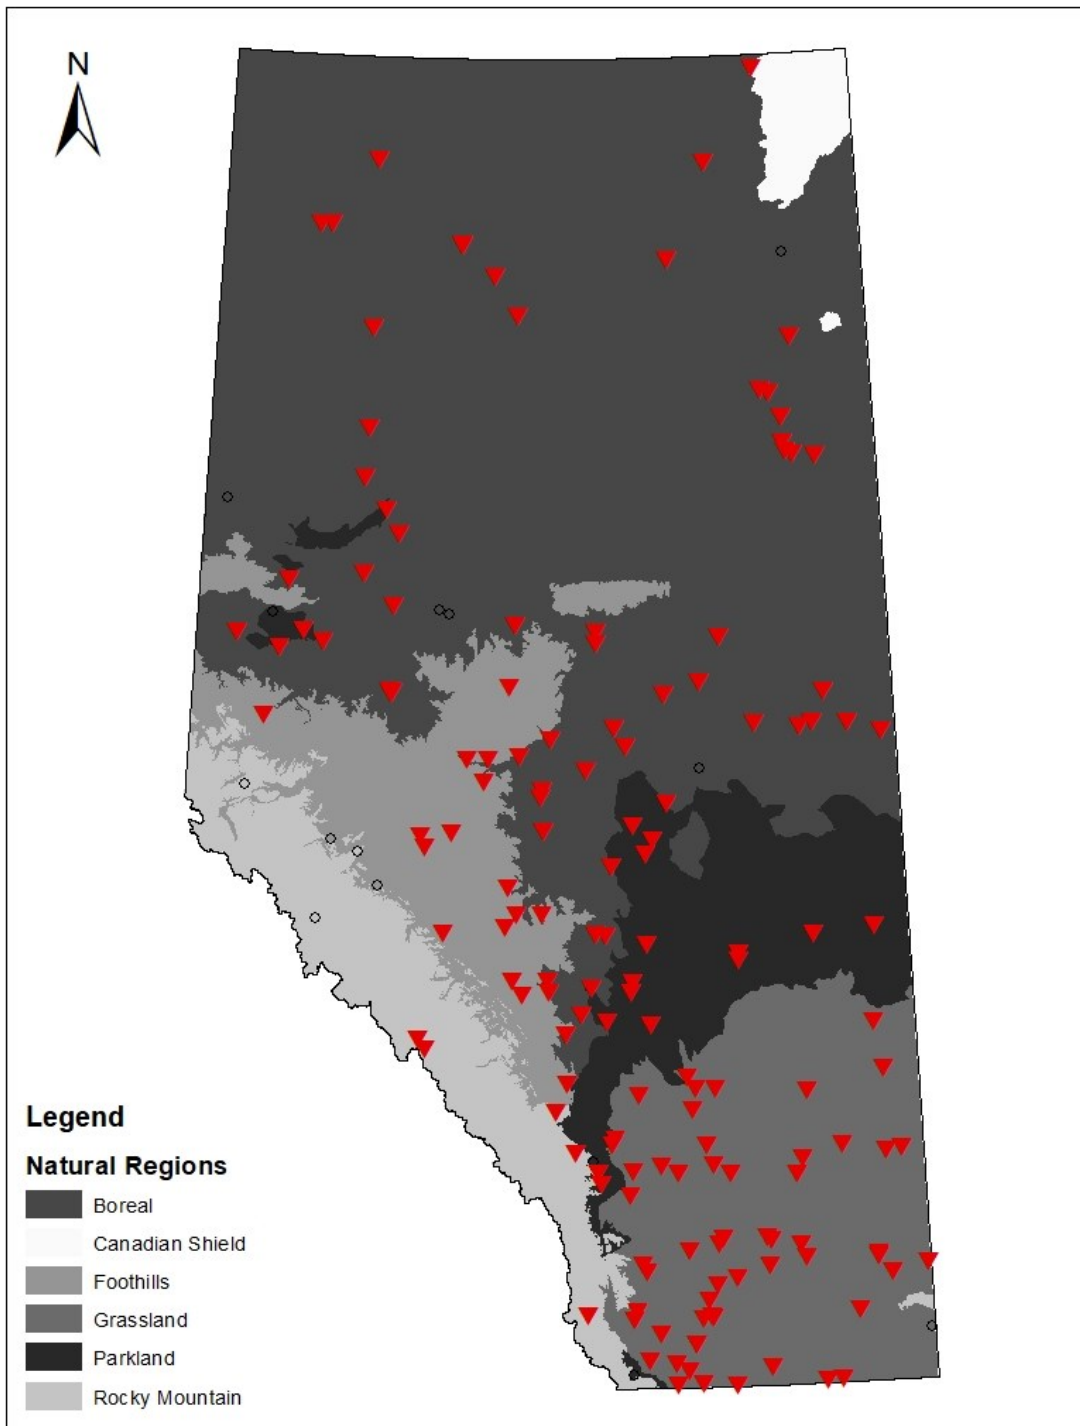 N
Legend
Natural Regions
Boreal
Canadian Shield
Foothills
Grassland
Parkland
Rocky Mountain